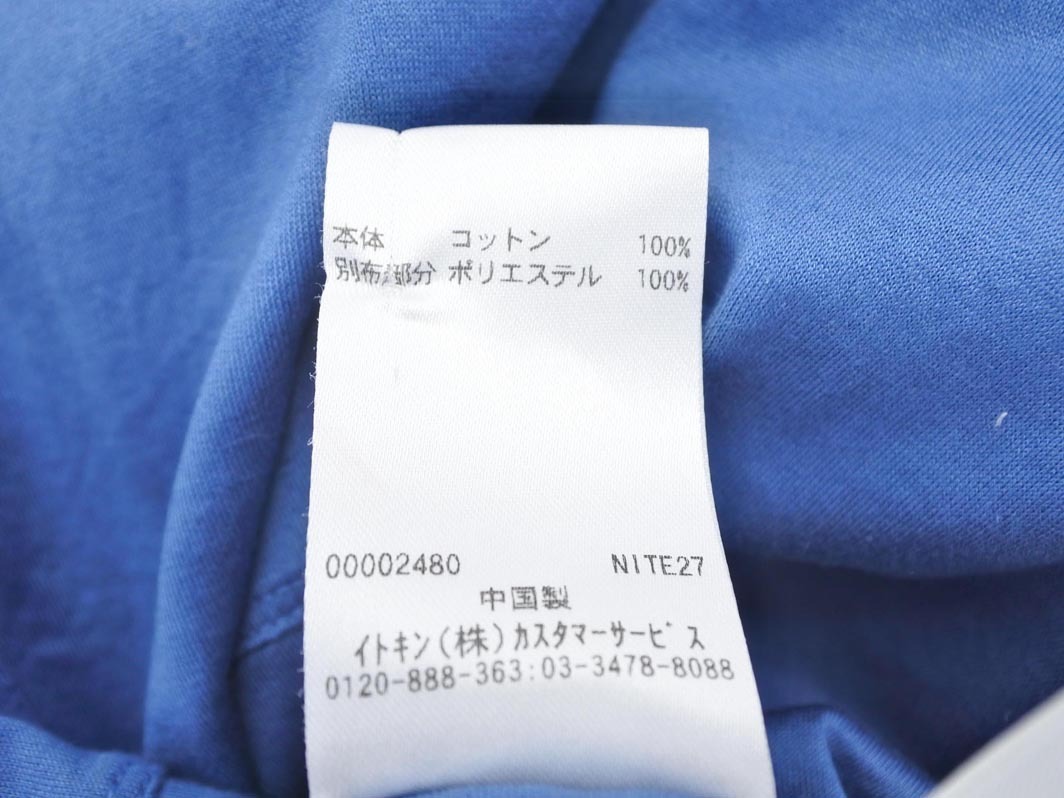 本体 コットン 100%
別布部分 ポリエステル 100%
00002480 NITE27
中国製
イトキン(株)カスタマーサービス
0120-888-363:03-3478-8088